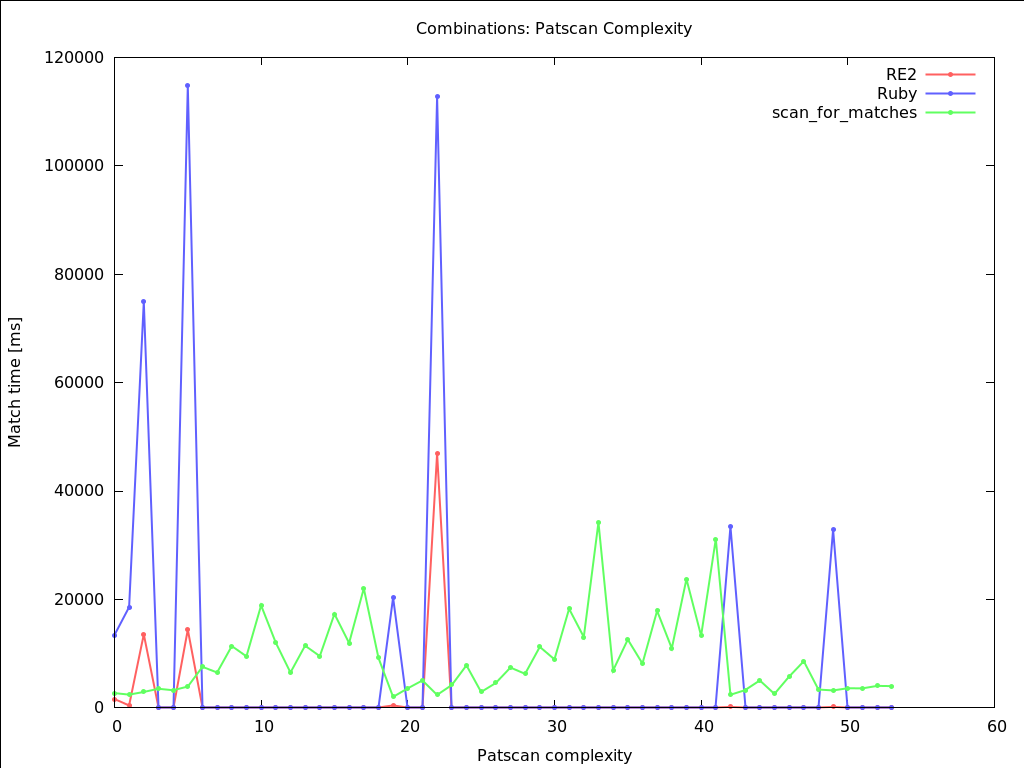 Combinations: Patscan Complexity
120000
100000
80000
60000
40000
20000
0
Match time [ms]
RE2
Ruby
scan_for_matches
0 10 20 30 40 50 60
Patscan complexity